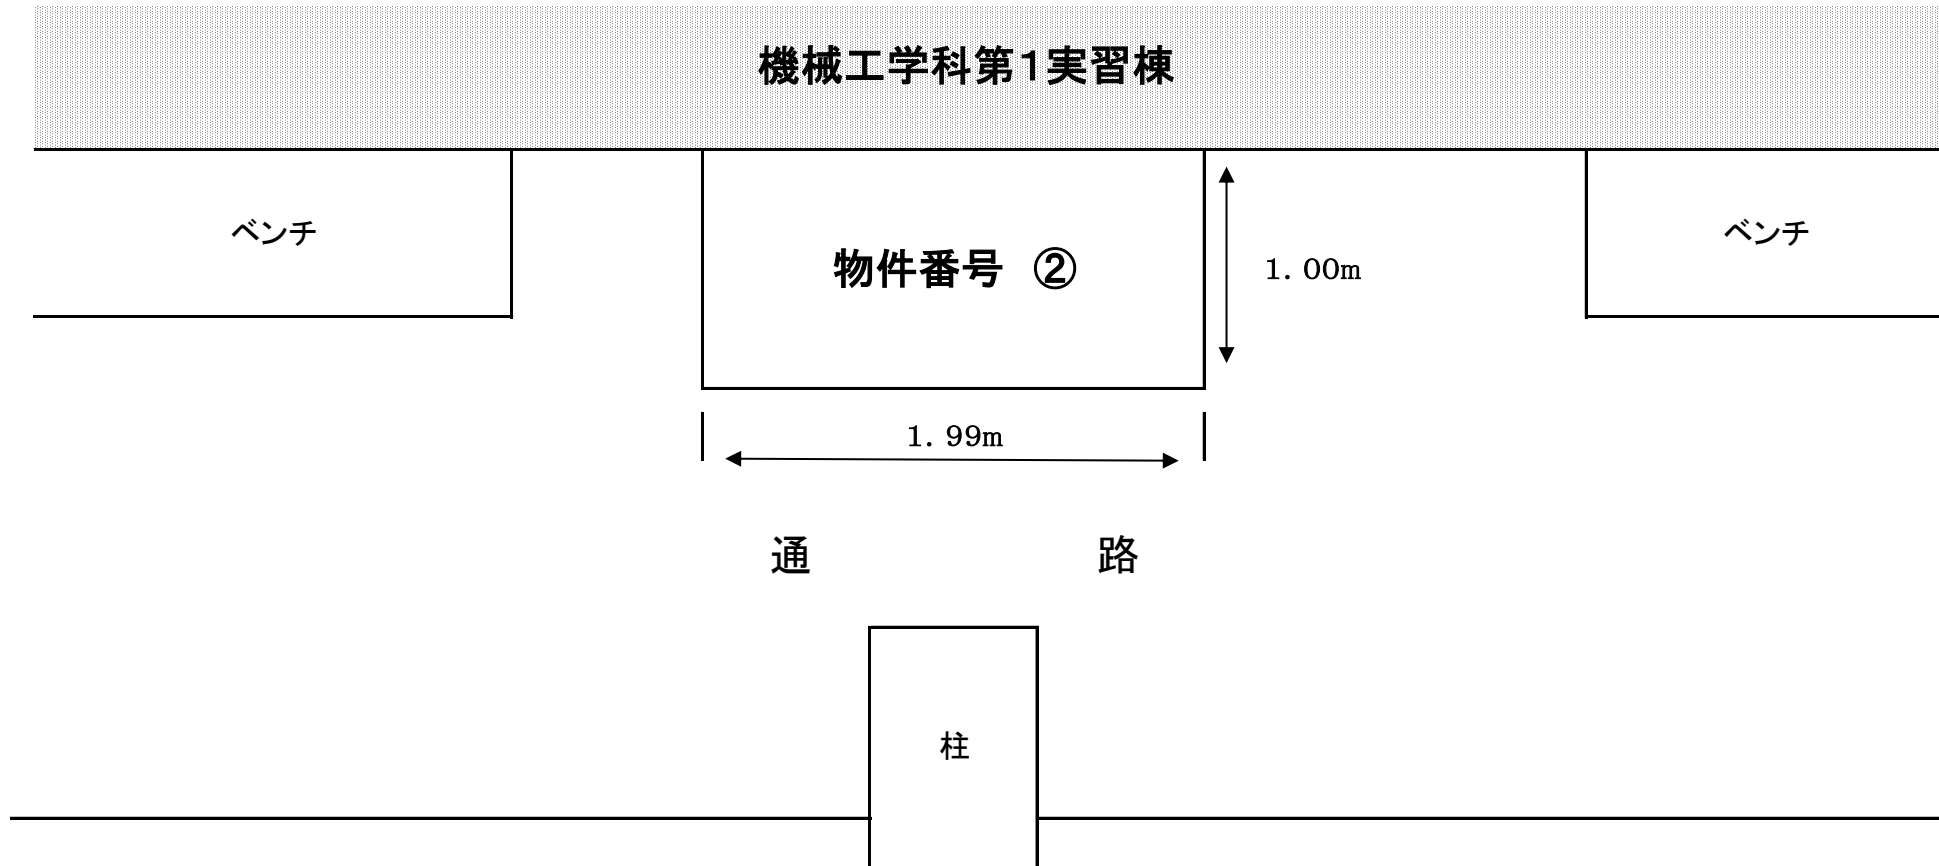 機械工学科第1実習棟
ベンチ
ベンチ
物件番号 ②
1.00m
1.99m
通 路
柱